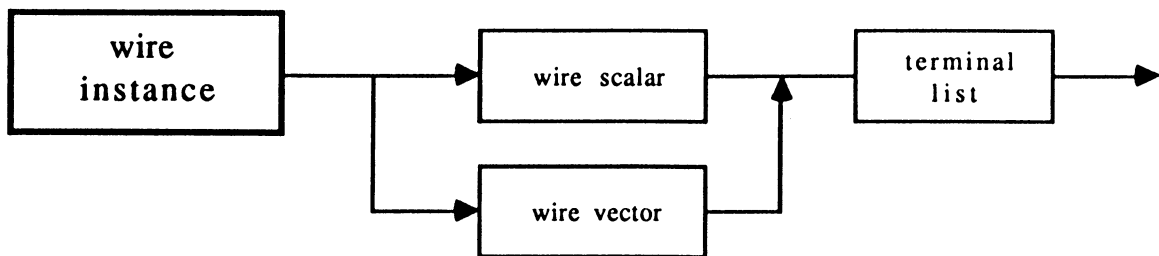 wire
instance
wire scalar
terminal
list
wire vector